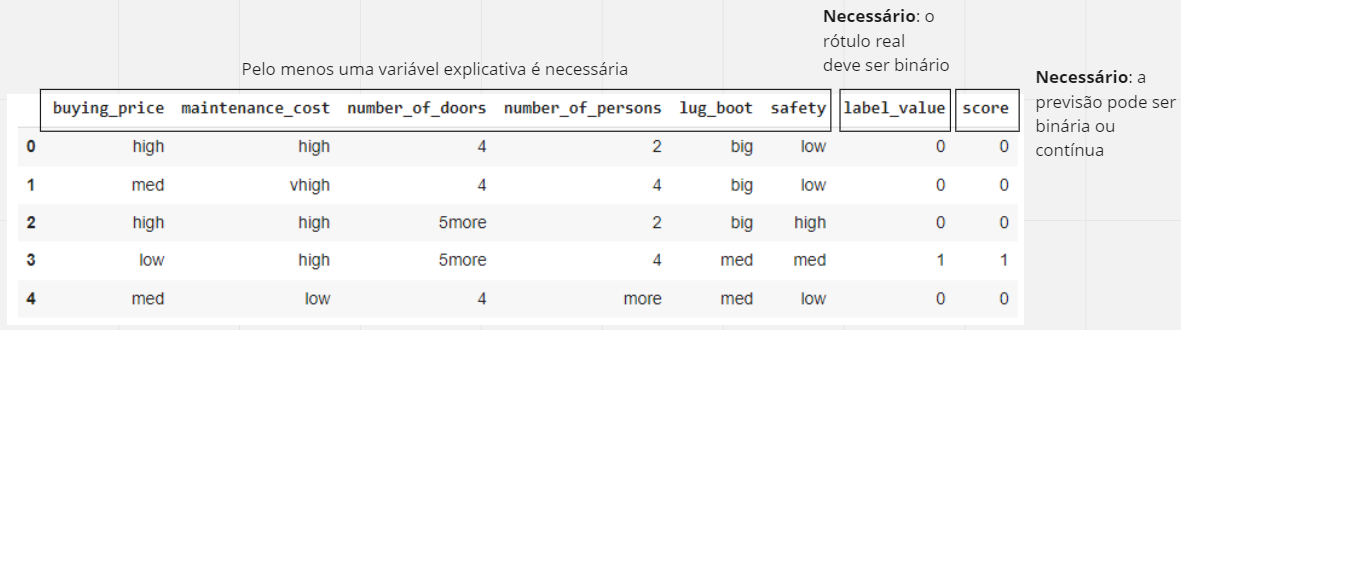 Necessário: o
rótulo real
deve ser binário
Pelo menos uma variável explicativa é necessária
Necessário: a
previsão pode ser
binária ou
contínua
buying_price maintenance_cost number_of_doors number_of_persons lug_boot safety label_value score
0 high high 4 2 big low 0 0
1 med vhigh 4 4 big low 0 0
2 high high 5more 2 big high 0 0
3 low high 5more 4 med med 1 1
4 med low 4 more med low 0 0